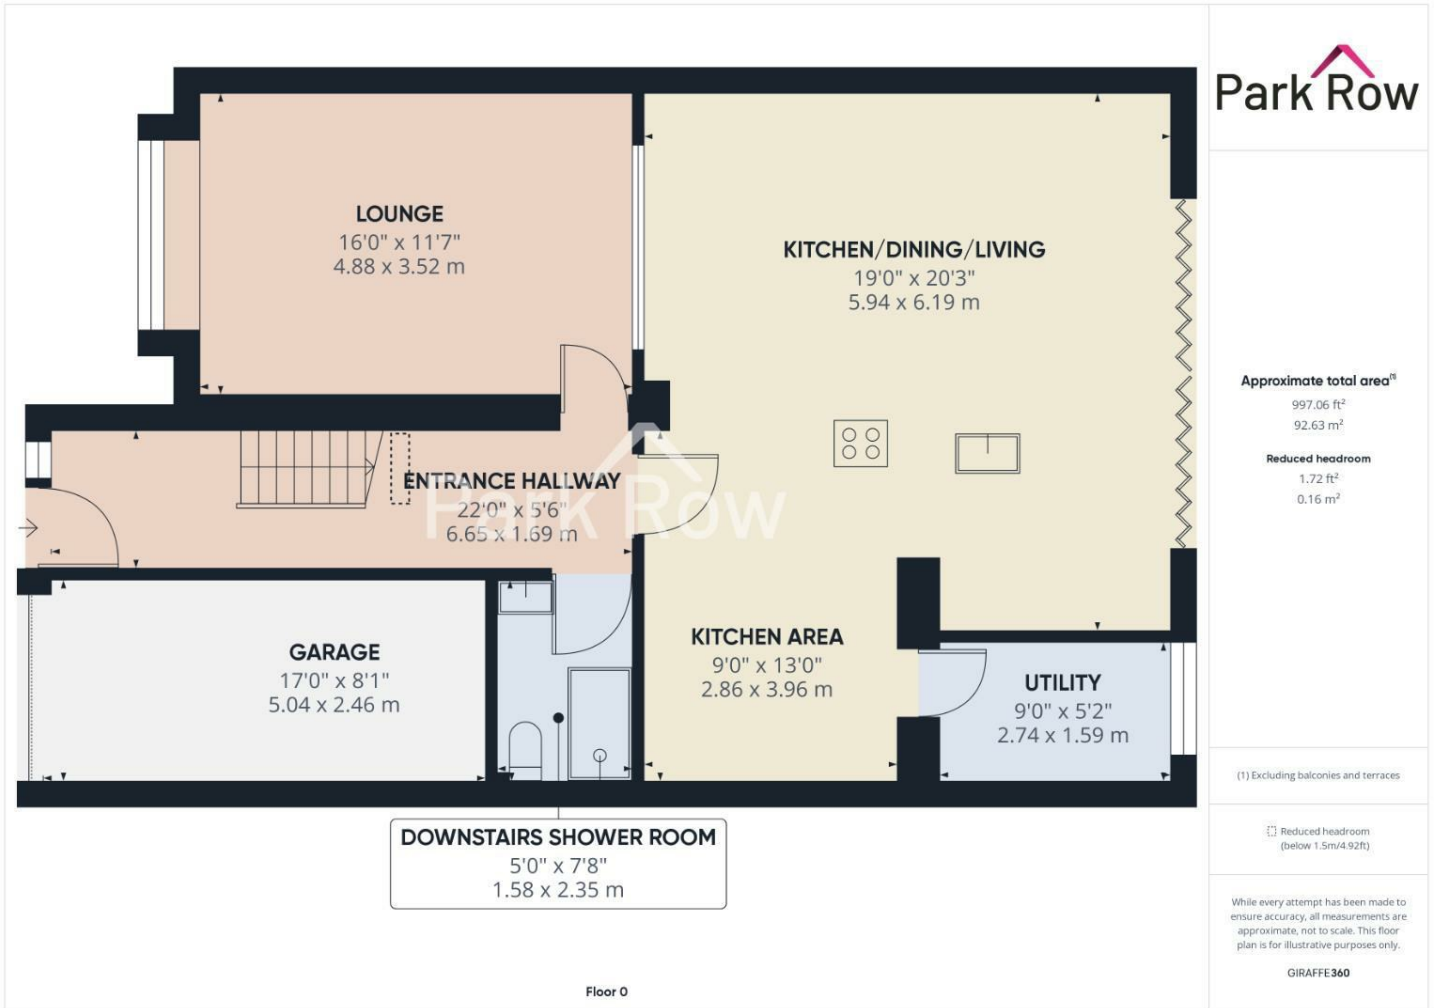 LOUNGE
16'0" x 11'7"
4.88 x 3.52 m
KITCHEN/DINING/LIVING
19'0" x 20'3"
5.94 x 6.19 m
ENTRANCE HALLWAY
22'0" x 5'6"
6.65 x 1.69 m
Park Row
GARAGE
17'0" x 8'1"
5.04 x 2.46 m
KITCHEN AREA
9'0" x 13'0"
2.86 x 3.96 m
UTILITY
9'0" x 5'2"
2.74 x 1.59 m
DOWNSTAIRS SHOWER ROOM
5'0" x 7'8"
1.58 x 2.35 m
Floor 0
Park Row
Approximate total area(1)
997.06 ft²
92.63 m²
Reduced headroom
1.72 ft²
0.16 m²
(1) Excluding balconies and terraces
Reduced headroom
(below 1.5m/4.92ft)
While every attempt has been made to
ensure accuracy, all measurements are
approximate, not to scale. This floor
plan is for illustrative purposes only.
GIRAFFE360